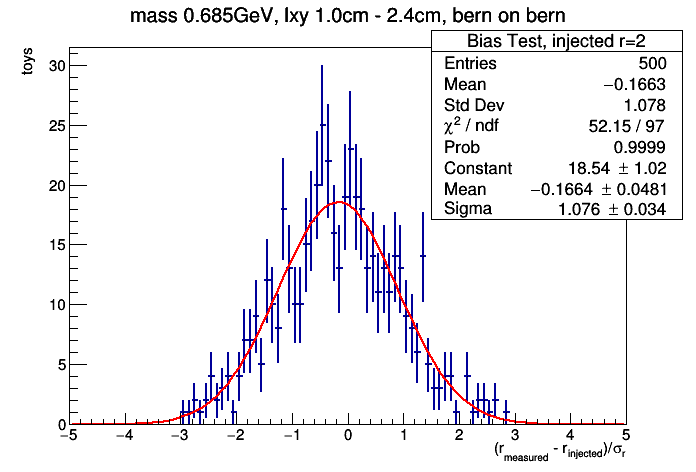 mass 0.685GeV, lxy 1.0cm - 2.4cm, bern on bern
toys
Bias Test, injected r=2
Entries 500
Mean −0.1663
Std Dev 1.078
χ² / ndf 52.15 / 97
Prob 0.9999
Constant 18.54 ± 1.02
Mean −0.1664 ± 0.0481
Sigma 1.076 ± 0.034
30
25
20
15
10
5
0
−5 −4 −3 −2 −1 0 1 2 3 4 5
(r_measured - r_injected)/σ_r